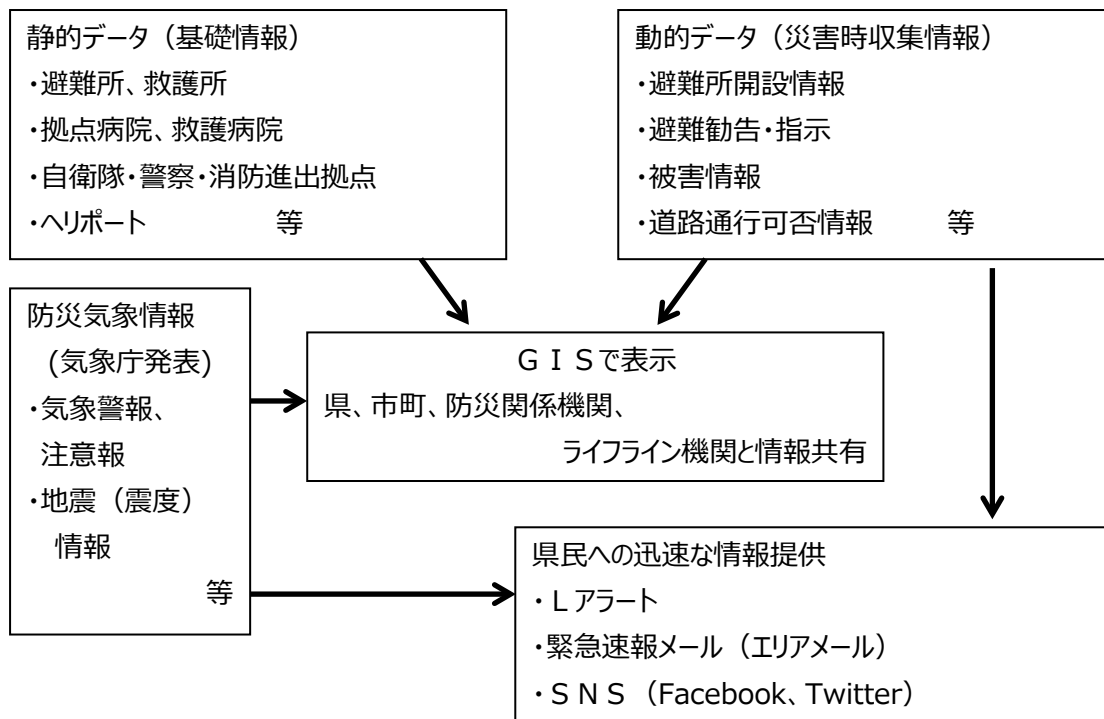 静的データ（基礎情報）
・避難所、救護所
・拠点病院、救護病院
・自衛隊・警察・消防進出拠点
・ヘリポート　　　　　等
動的データ（災害時収集情報）
・避難所開設情報
・避難勧告・指示
・被害情報
・道路通行可否情報　　　等
防災気象情報
(気象庁発表)
・気象警報、
注意報
・地震（震度）
情報
等
ＧＩＳで表示
県、市町、防災関係機関、
ライフライン機関と情報共有
県民への迅速な情報提供
・Ｌアラート
・緊急速報メール（エリアメール）
・ＳＮＳ（Facebook、Twitter）